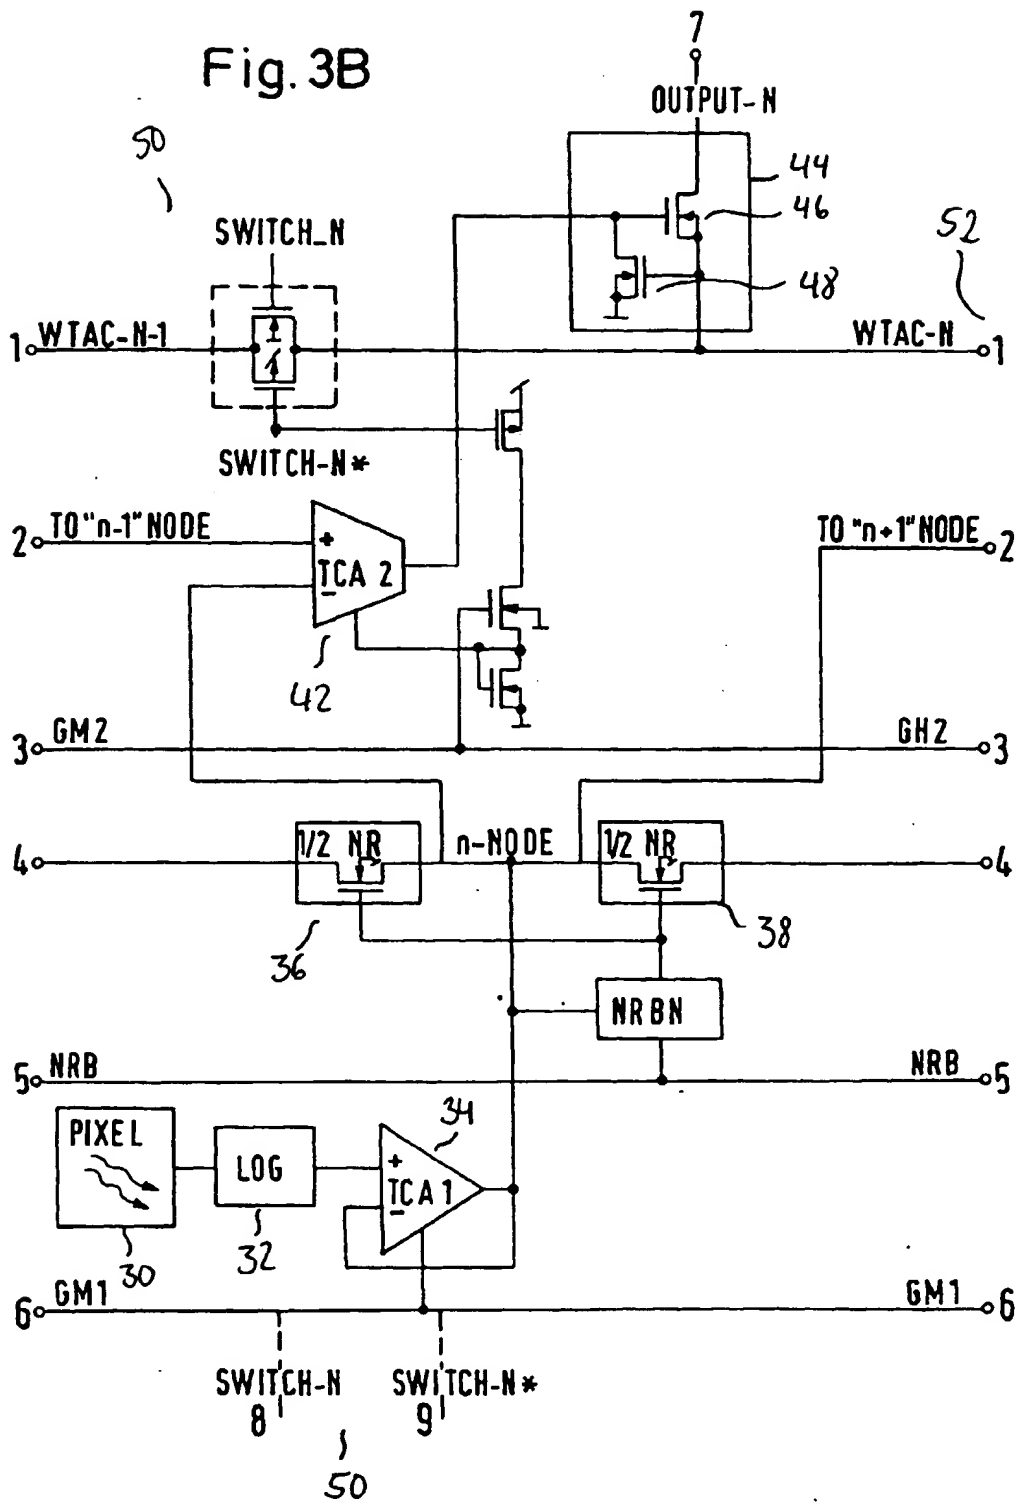 7
Fig. 3B
OUTPUT-N
50
44
46
SWITCH_N
52
48
1 WTAC-N-1
WTAC-N 1
SWITCH-N*
2 TO "n-1" NODE
TO "n+1" NODE 2
+
TCA 2
-
42
3 GM2
GH2 3
1/2 NR
n-NODE
1/2 NR
4
4
36
38
NRBN
5 NRB
NRB 5
34
PIXEL
LOG
+
TCA 1
-
30
32
6 GM1
GM1 6
SWITCH-N
SWITCH-N*
8
9
50